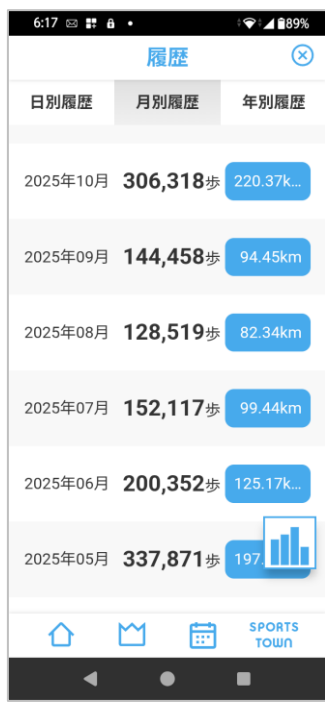 6:17 89%
履歴
日別履歴 月別履歴 年別履歴
2025年10月 306,318歩 220.37k...
2025年09月 144,458歩 94.45km
2025年08月 128,519歩 82.34km
2025年07月 152,117歩 99.44km
2025年06月 200,352歩 125.17k...
2025年05月 337,871歩 197.
SPORTS
TOWN